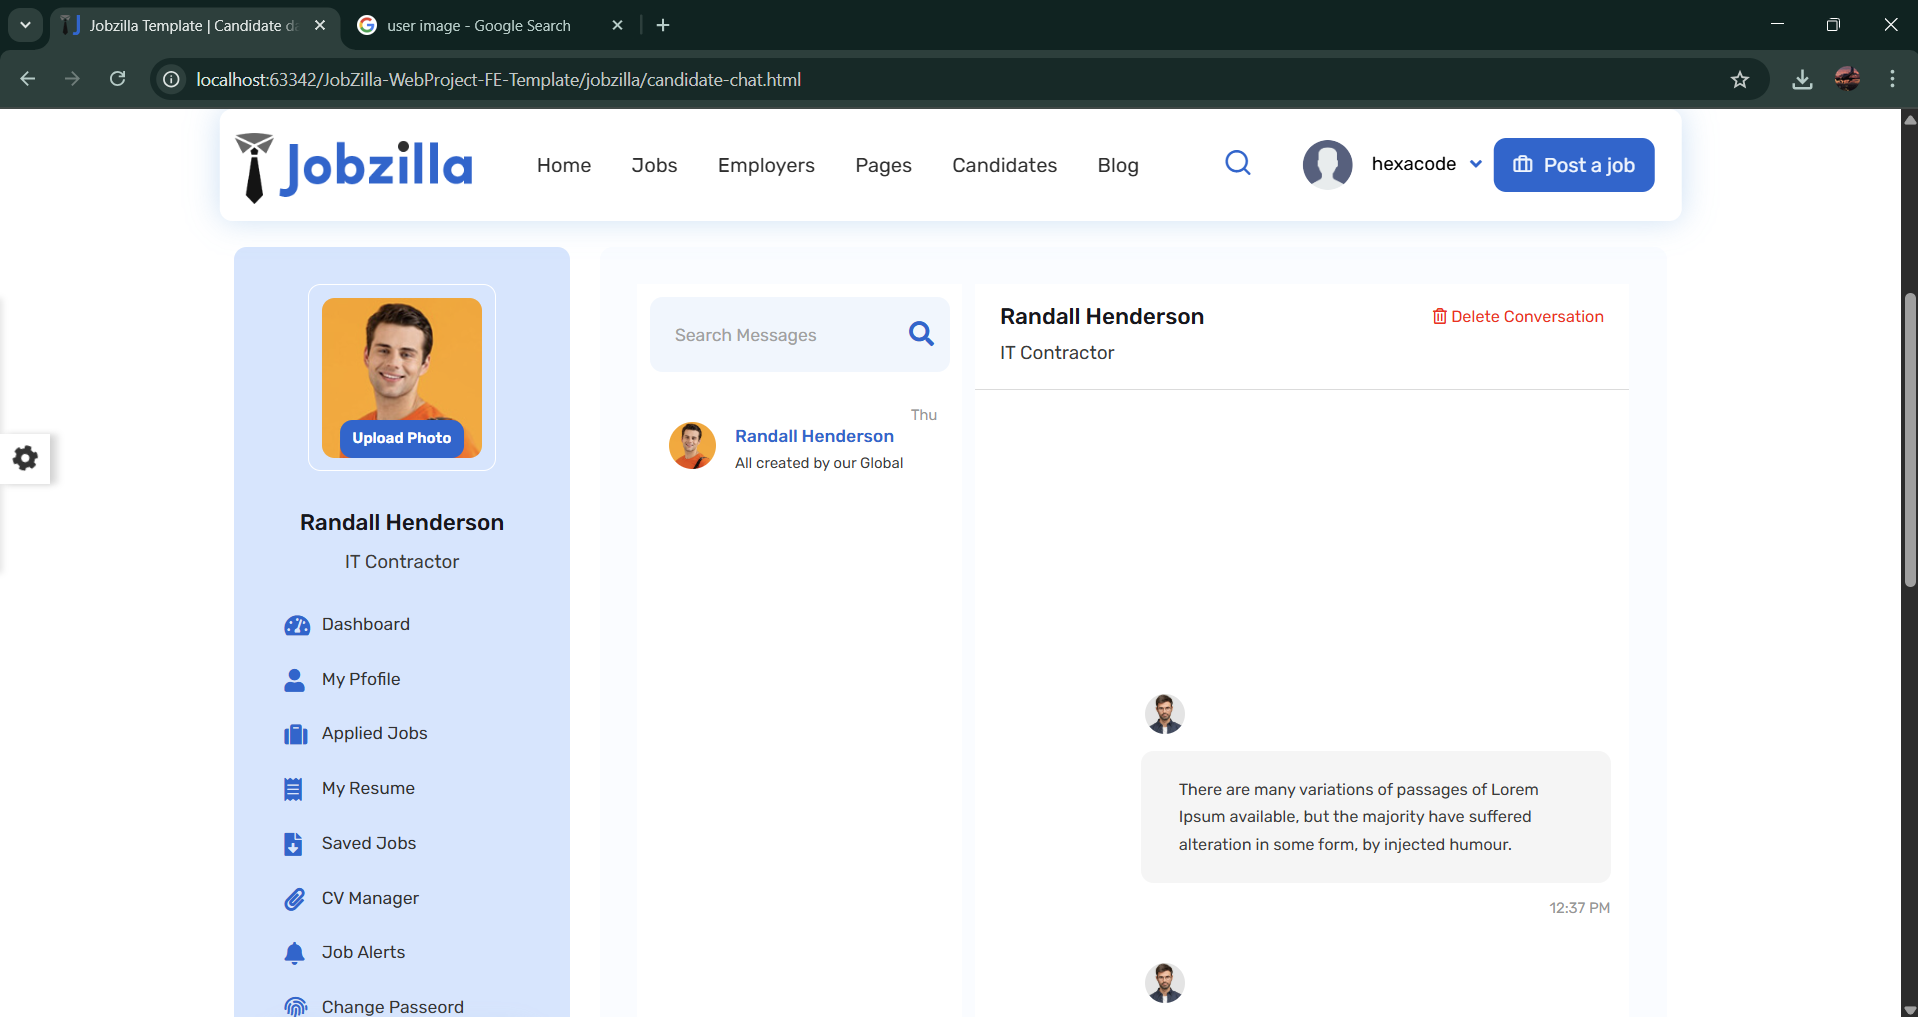 Jobzilla Template | Candidate da
user image - Google Search
localhost:63342/JobZilla-WebProject-FE-Template/jobzilla/candidate-chat.html
Jobzilla
Home
Jobs
Employers
Pages
Candidates
Blog
hexacode
Post a job
Upload Photo
Randall Henderson
IT Contractor
Dashboard
My Pfofile
Applied Jobs
My Resume
Saved Jobs
CV Manager
Job Alerts
Change Passeord
Search Messages
Thu
Randall Henderson
All created by our Global
Randall Henderson
Delete Conversation
IT Contractor
There are many variations of passages of Lorem
Ipsum available, but the majority have suffered
alteration in some form, by injected humour.
12:37 PM